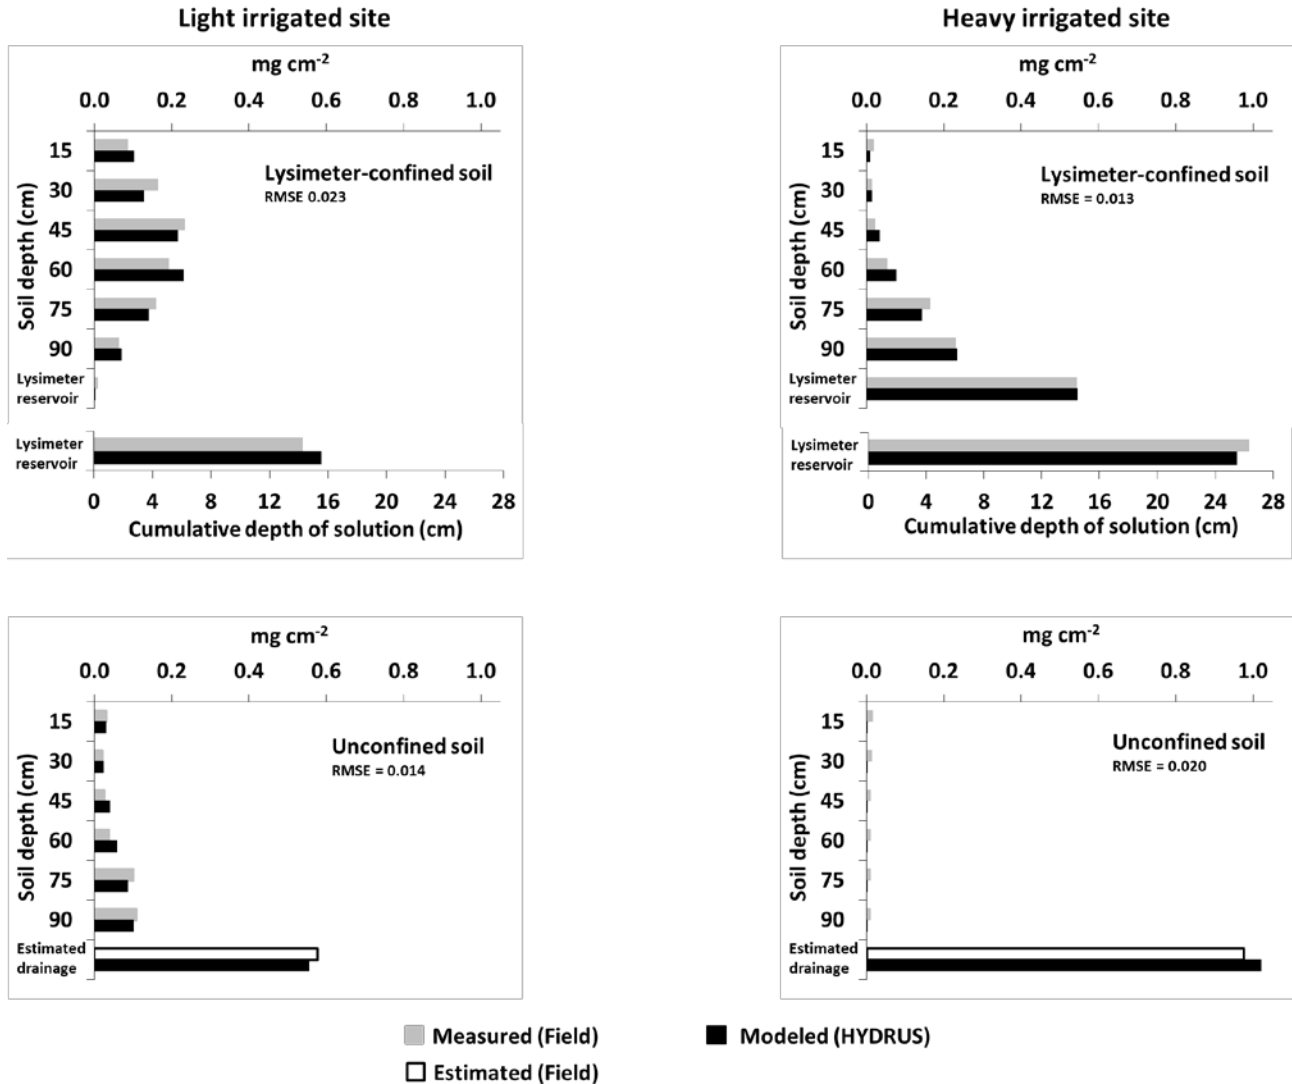 Light irrigated site
mg cm-2
0.0 0.2 0.4 0.6 0.8 1.0
Soil depth (cm)
15
30
45
60
75
90
Lysimeter
reservoir
Lysimeter-confined soil
RMSE 0.023
Lysimeter
reservoir
0 4 8 12 16 20 24 28
Cumulative depth of solution (cm)
Heavy irrigated site
mg cm-2
0.0 0.2 0.4 0.6 0.8 1.0
Soil depth (cm)
15
30
45
60
75
90
Lysimeter
reservoir
Lysimeter-confined soil
RMSE = 0.013
Lysimeter
reservoir
0 4 8 12 16 20 24 28
Cumulative depth of solution (cm)
mg cm-2
0.0 0.2 0.4 0.6 0.8 1.0
Soil depth (cm)
15
30
45
60
75
90
Estimated
drainage
Unconfined soil
RMSE = 0.014
mg cm-2
0.0 0.2 0.4 0.6 0.8 1.0
Soil depth (cm)
15
30
45
60
75
90
Estimated
drainage
Unconfined soil
RMSE = 0.020
Measured (Field)
Modeled (HYDRUS)
Estimated (Field)